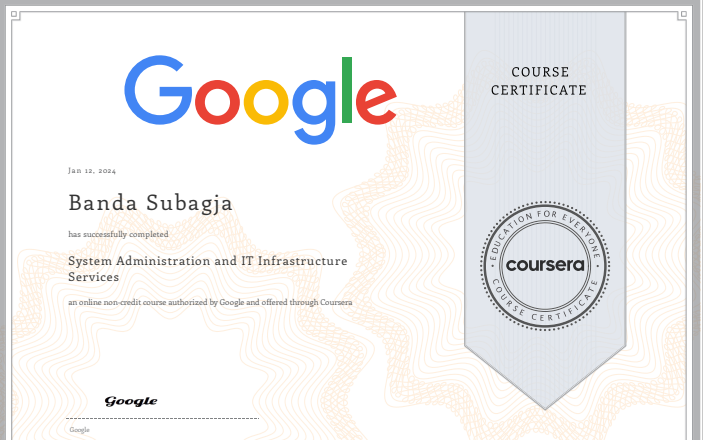 Google
COURSE
CERTIFICATE
Jan 12, 2024
Banda Subagja
has successfully completed
System Administration and IT Infrastructure
Services
an online non-credit course authorized by Google and offered through Coursera
EDUCATION FOR EVERYONE
coursera
COURSE CERTIFICATE
Google
Google